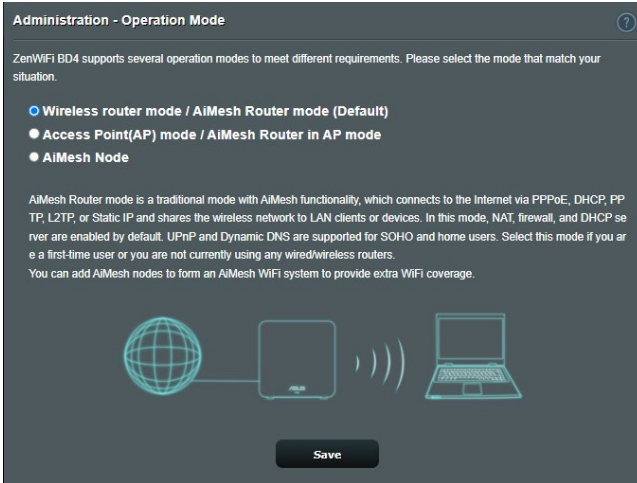 Administration - Operation Mode
?
ZenWiFi BD4 supports several operation modes to meet different requirements. Please select the mode that match your
situation.
Wireless router mode / AiMesh Router mode (Default)
Access Point(AP) mode / AiMesh Router in AP mode
AiMesh Node
AiMesh Router mode is a traditional mode with AiMesh functionality, which connects to the Internet via PPPoE, DHCP, PP
TP, L2TP, or Static IP and shares the wireless network to LAN clients or devices. In this mode, NAT, firewall, and DHCP se
rver are enabled by default. UPnP and Dynamic DNS are supported for SOHO and home users. Select this mode if you ar
e a first-time user or you are not currently using any wired/wireless routers.
You can add AiMesh nodes to form an AiMesh WiFi system to provide extra WiFi coverage.
ASUS
Save